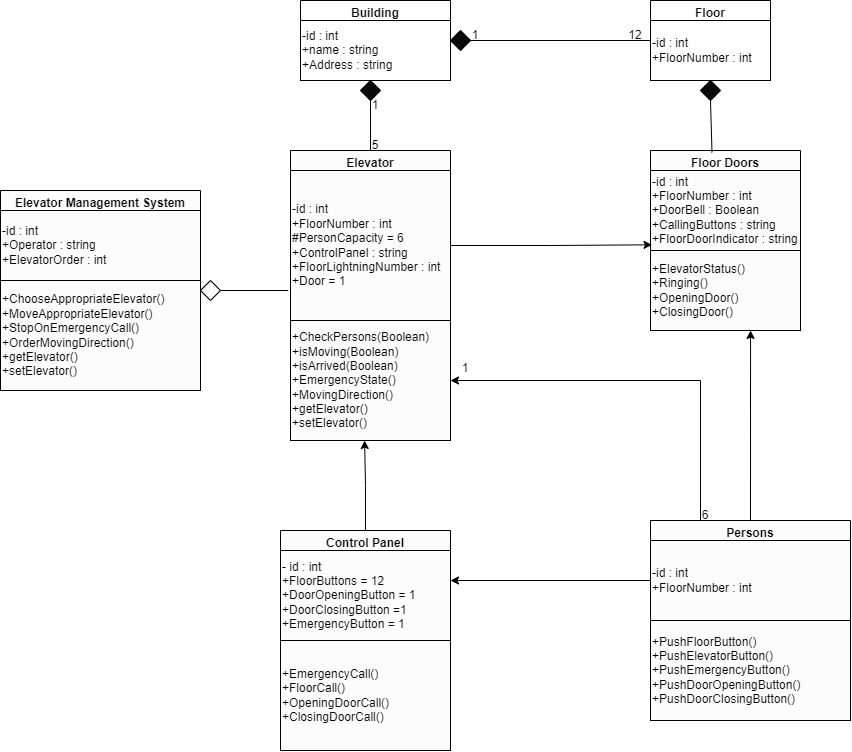 Building
-id : int
+name : string
+Address : string
1
12
Floor
-id : int
+FloorNumber : int
1
5
Elevator
-id : int
+FloorNumber : int
#PersonCapacity = 6
+ControlPanel : string
+FloorLightningNumber : int
+Door = 1
+CheckPersons(Boolean)
+isMoving(Boolean)
+isArrived(Boolean)
+EmergencyState()
+MovingDirection()
+getElevator()
+setElevator()
Floor Doors
-id : int
+FloorNumber : int
+DoorBell : Boolean
+CallingButtons : string
+FloorDoorIndicator : string
+ElevatorStatus()
+Ringing()
+OpeningDoor()
+ClosingDoor()
Elevator Management System
-id : int
+Operator : string
+ElevatorOrder : int
+ChooseAppropriateElevator()
+MoveAppropriateElevator()
+StopOnEmergencyCall()
+OrderMovingDirection()
+getElevator()
+setElevator()
1
6
Control Panel
- id : int
+FloorButtons = 12
+DoorOpeningButton = 1
+DoorClosingButton =1
+EmergencyButton = 1
+EmergencyCall()
+FloorCall()
+OpeningDoorCall()
+ClosingDoorCall()
Persons
-id : int
+FloorNumber : int
+PushFloorButton()
+PushElevatorButton()
+PushEmergencyButton()
+PushDoorOpeningButton()
+PushDoorClosingButton()